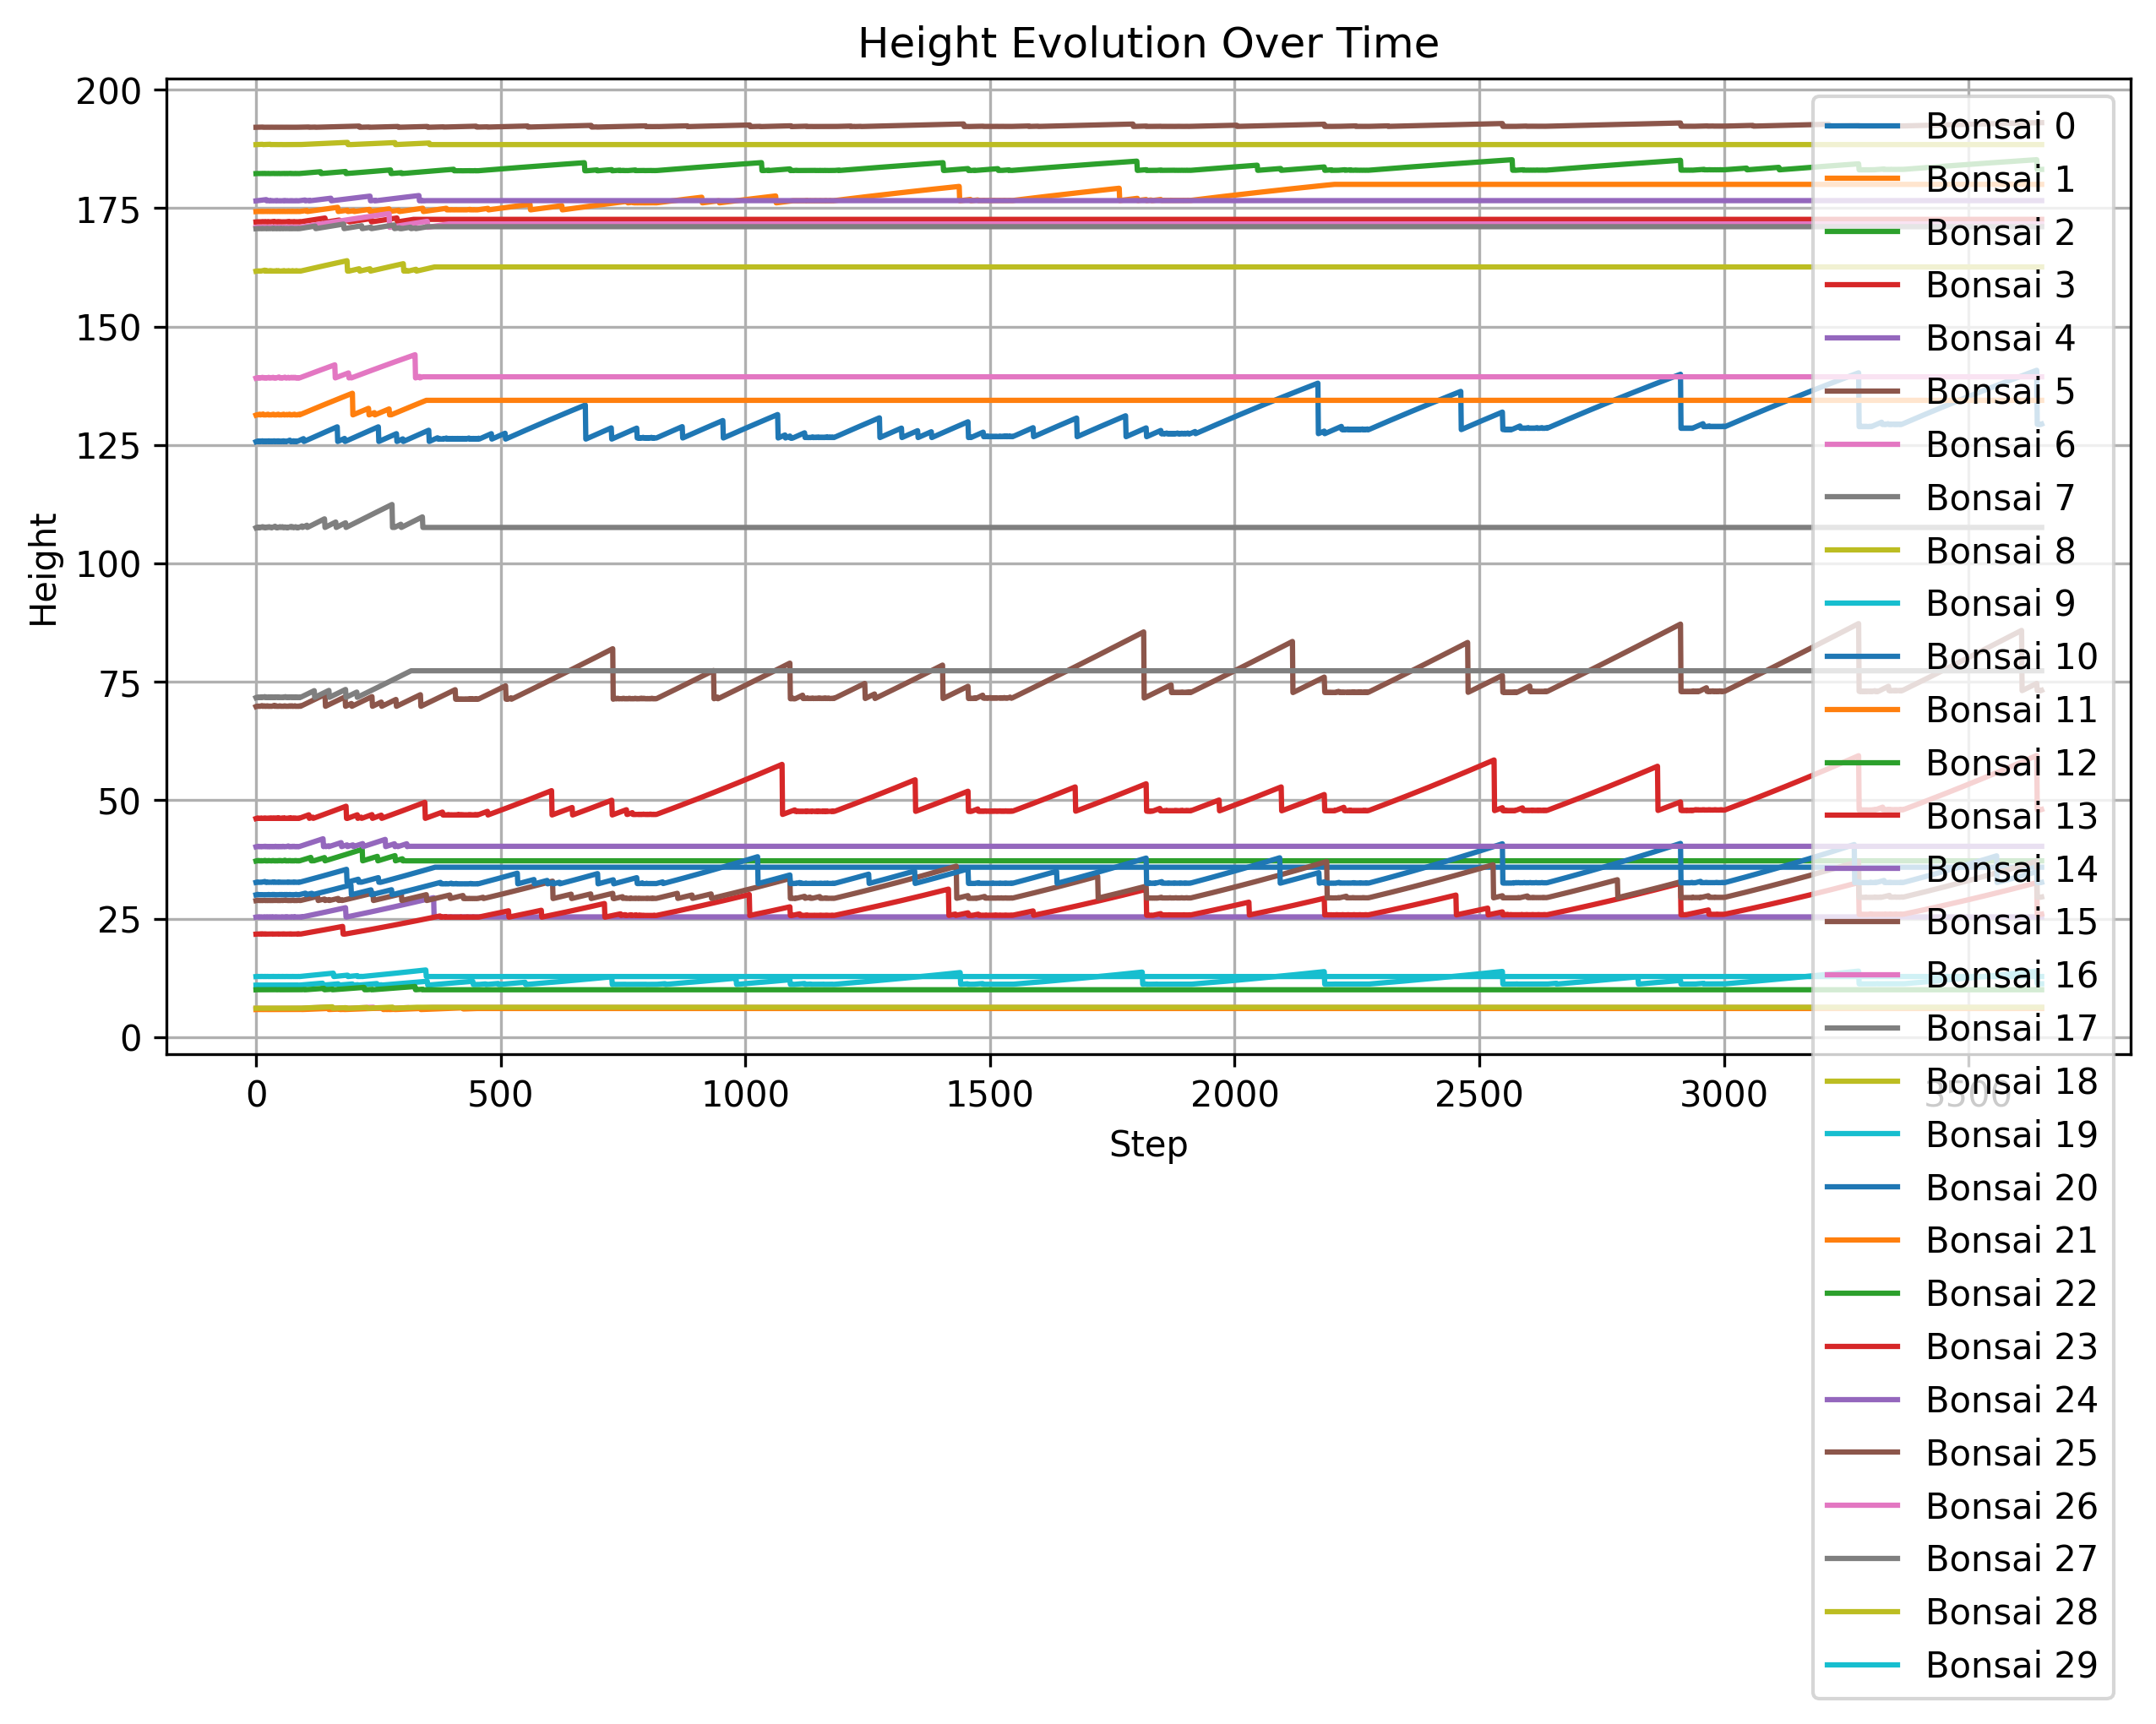 Height Evolution Over Time
Height
200
175
150
125
100
75
50
25
0
0 500 1000 1500 2000 2500 3000 3500
Step
Bonsai 0
Bonsai 1
Bonsai 2
Bonsai 3
Bonsai 4
Bonsai 5
Bonsai 6
Bonsai 7
Bonsai 8
Bonsai 9
Bonsai 10
Bonsai 11
Bonsai 12
Bonsai 13
Bonsai 14
Bonsai 15
Bonsai 16
Bonsai 17
Bonsai 18
Bonsai 19
Bonsai 20
Bonsai 21
Bonsai 22
Bonsai 23
Bonsai 24
Bonsai 25
Bonsai 26
Bonsai 27
Bonsai 28
Bonsai 29